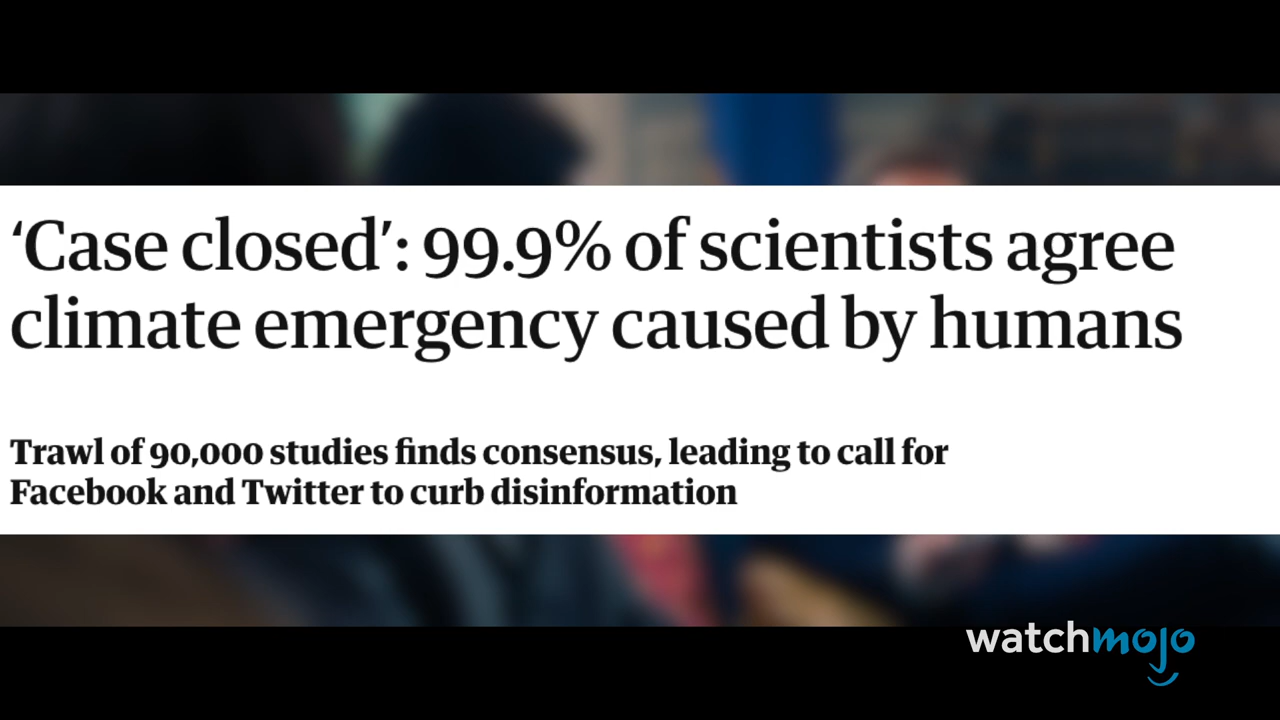 ‘Case closed’: 99.9% of scientists agree
climate emergency caused by humans
Trawl of 90,000 studies finds consensus, leading to call for
Facebook and Twitter to curb disinformation
watchmojo